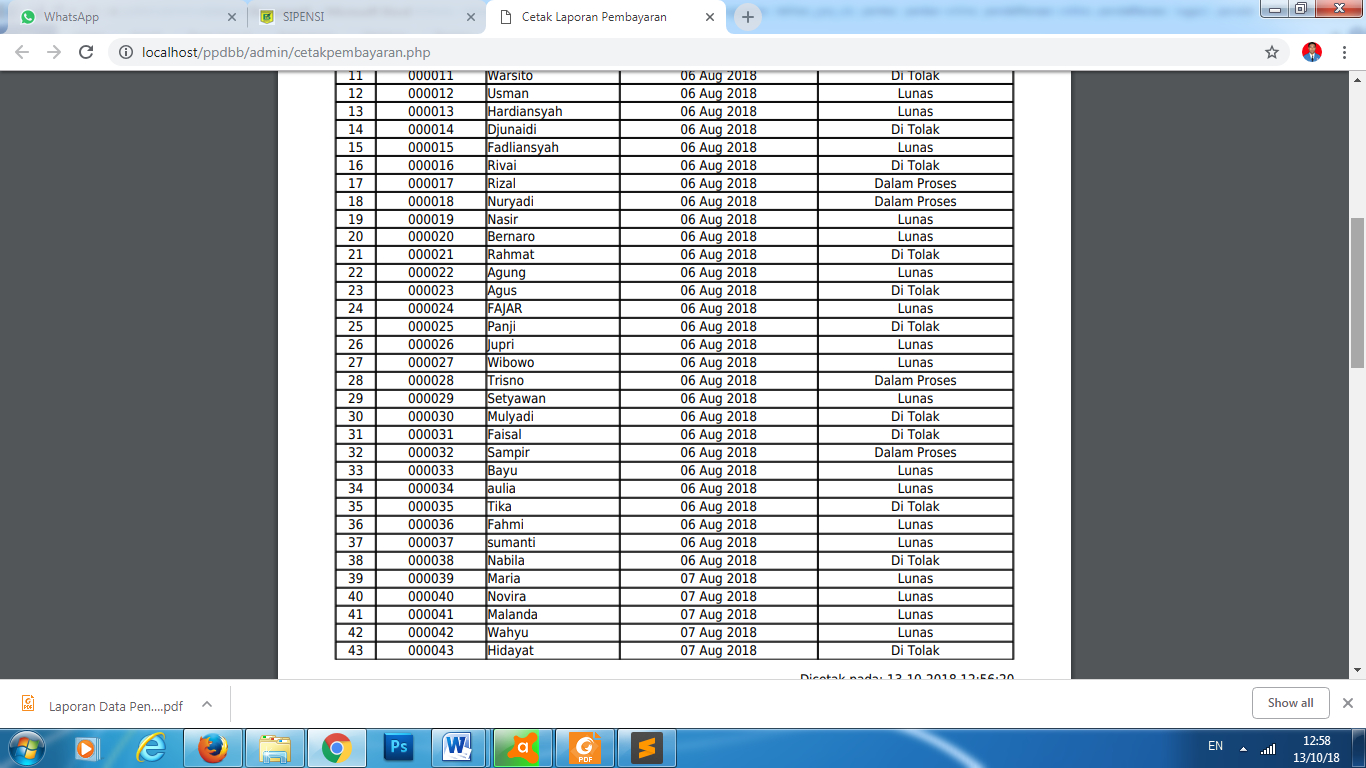 WhatsApp
SIPENSI
Cetak Laporan Pembayaran
localhost/ppdbb/admin/cetakpembayaran.php
11 000011 Warsito 06 Aug 2018 Di Tolak
12 000012 Usman 06 Aug 2018 Lunas
13 000013 Hardiansyah 06 Aug 2018 Lunas
14 000014 Djunaidi 06 Aug 2018 Di Tolak
15 000015 Fadliansyah 06 Aug 2018 Lunas
16 000016 Rivai 06 Aug 2018 Di Tolak
17 000017 Rizal 06 Aug 2018 Dalam Proses
18 000018 Nuryadi 06 Aug 2018 Dalam Proses
19 000019 Nasir 06 Aug 2018 Lunas
20 000020 Bernaro 06 Aug 2018 Lunas
21 000021 Rahmat 06 Aug 2018 Di Tolak
22 000022 Agung 06 Aug 2018 Lunas
23 000023 Agus 06 Aug 2018 Di Tolak
24 000024 FAJAR 06 Aug 2018 Lunas
25 000025 Panji 06 Aug 2018 Di Tolak
26 000026 Jupri 06 Aug 2018 Lunas
27 000027 Wibowo 06 Aug 2018 Lunas
28 000028 Trisno 06 Aug 2018 Dalam Proses
29 000029 Setyawan 06 Aug 2018 Lunas
30 000030 Mulyadi 06 Aug 2018 Di Tolak
31 000031 Faisal 06 Aug 2018 Di Tolak
32 000032 Sampir 06 Aug 2018 Dalam Proses
33 000033 Bayu 06 Aug 2018 Lunas
34 000034 aulia 06 Aug 2018 Lunas
35 000035 Tika 06 Aug 2018 Di Tolak
36 000036 Fahmi 06 Aug 2018 Lunas
37 000037 sumanti 06 Aug 2018 Lunas
38 000038 Nabila 06 Aug 2018 Di Tolak
39 000039 Maria 07 Aug 2018 Lunas
40 000040 Novira 07 Aug 2018 Lunas
41 000041 Malanda 07 Aug 2018 Lunas
42 000042 Wahyu 07 Aug 2018 Lunas
43 000043 Hidayat 07 Aug 2018 Di Tolak
Dicetak pada: 13-10-2018 12:56:20
Laporan Data Pen....pdf
Show all
PDF
Ps
W
a
PDF
S
EN
12:58
13/10/18